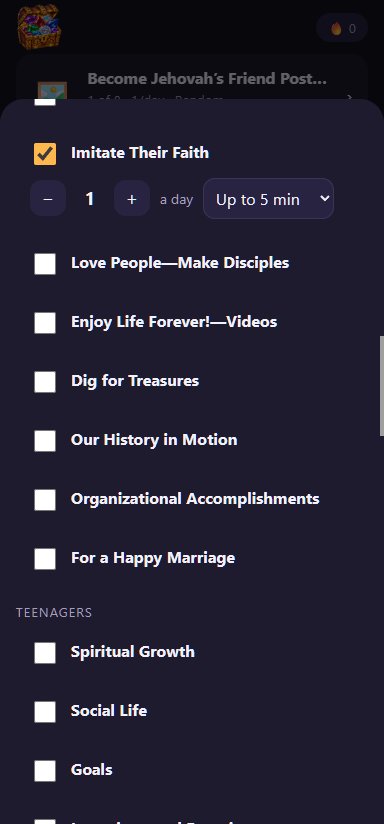 0
Become Jehovah's Friend Post...
Imitate Their Faith
− 1 + a day Up to 5 min
Love People—Make Disciples
Enjoy Life Forever!—Videos
Dig for Treasures
Our History in Motion
Organizational Accomplishments
For a Happy Marriage
TEENAGERS
Spiritual Growth
Social Life
Goals